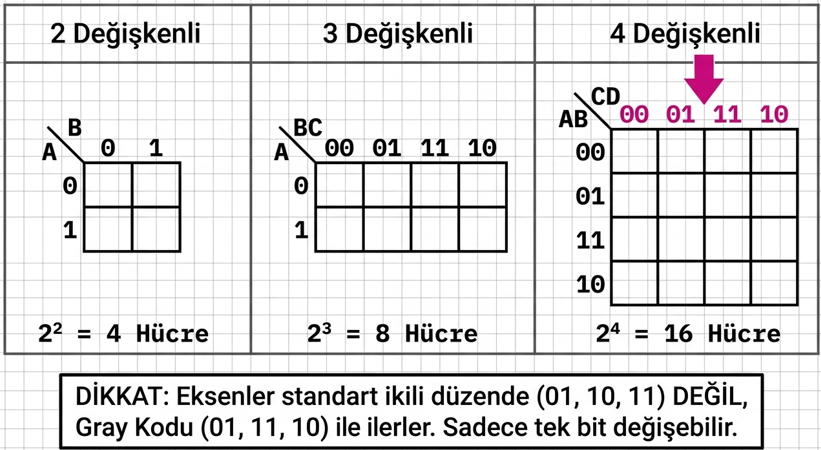 2 Değişkenli
3 Değişkenli
4 Değişkenli
B
A
0 1
0
1
2² = 4 Hücre
BC
A
00 01 11 10
0
1
2³ = 8 Hücre
CD
AB
00 01 11 10
00
01
11
10
2⁴ = 16 Hücre
DİKKAT: Eksenler standart ikili düzende (01, 10, 11) DEĞİL,
Gray Kodu (01, 11, 10) ile ilerler. Sadece tek bit değişebilir.